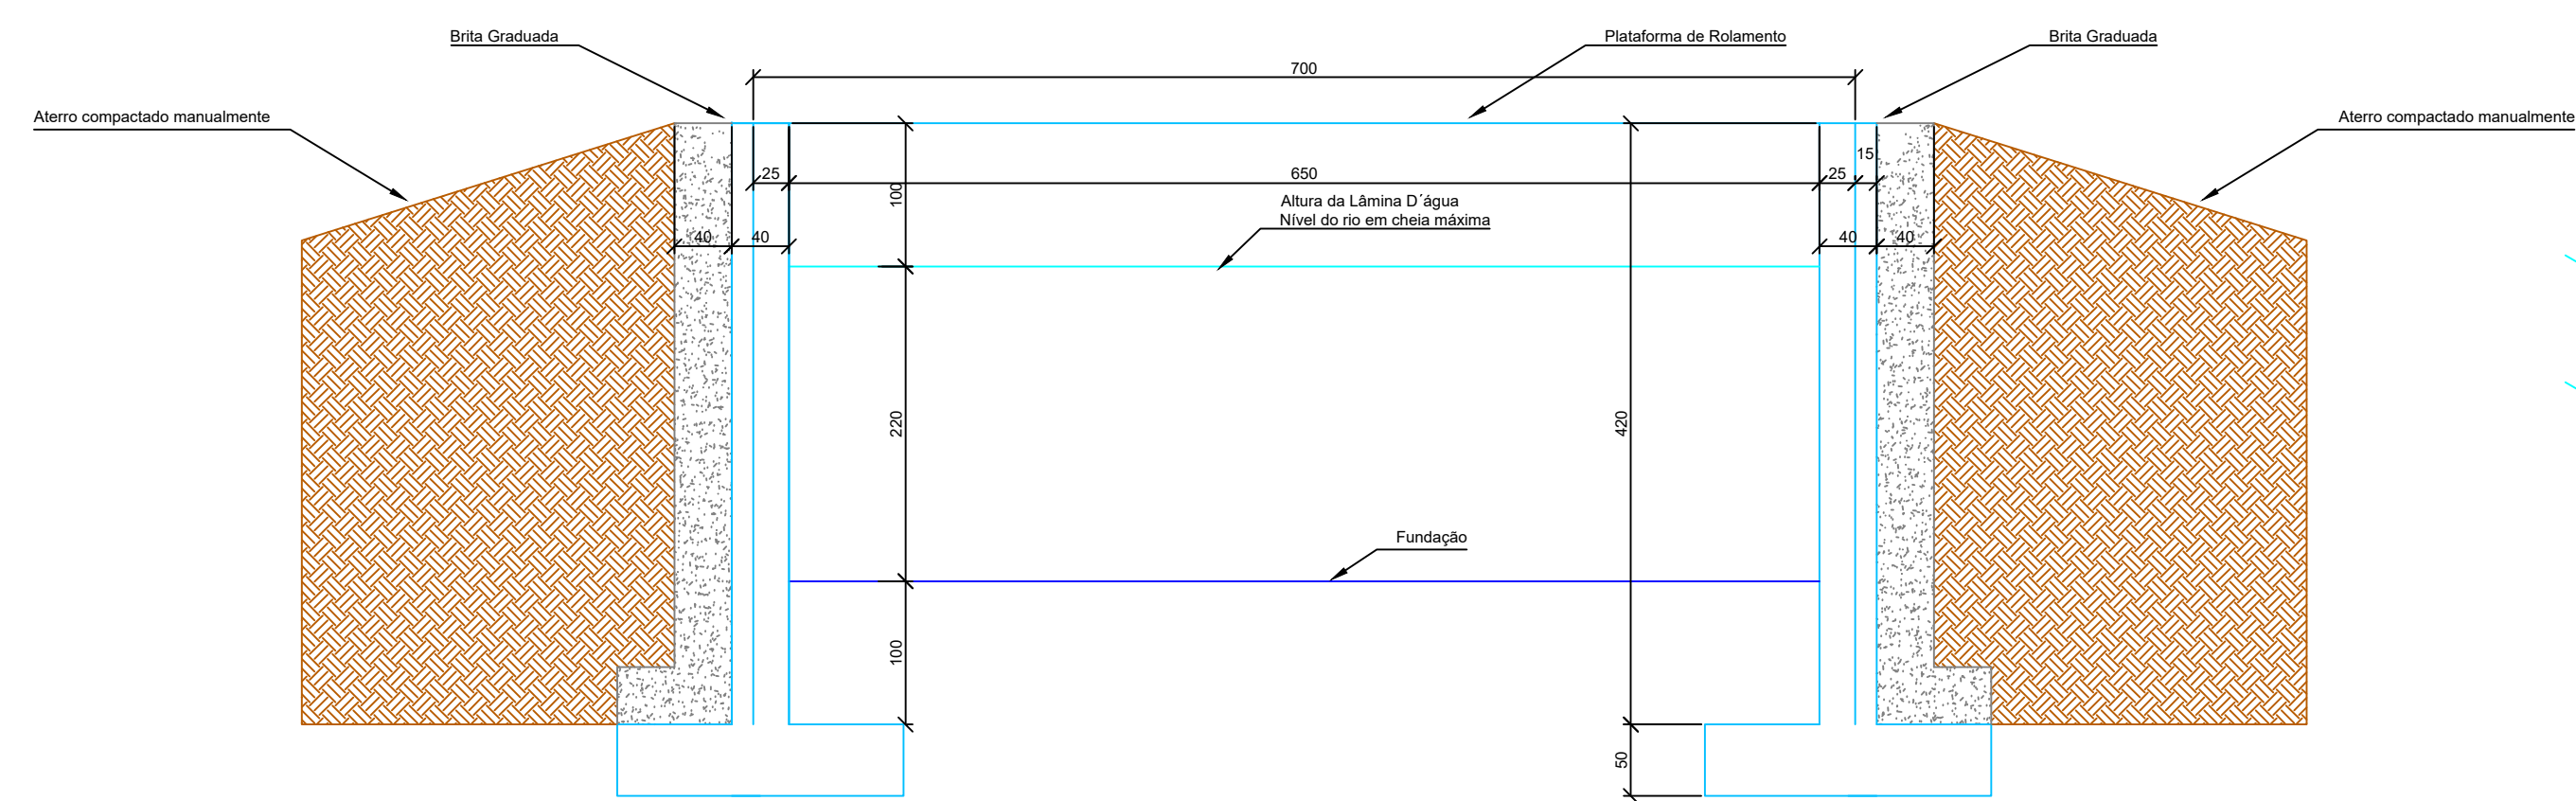 Brita Graduada
Plataforma de Rolamento
Brita Graduada
700
Aterro compactado manualmente
Aterro compactado manualmente
15
25
650
25
100
Altura da Lâmina D´água
Nível do rio em cheia máxima
40
40
40
40
220
420
Fundação
100
50